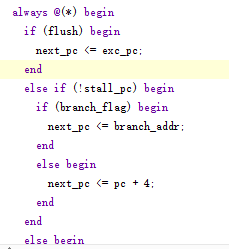 always @(*) begin
if (flush) begin
next_pc <= exc_pc;
end
else if (!stall_pc) begin
if (branch_flag) begin
next_pc <= branch_addr;
end
else begin
next_pc <= pc + 4;
end
end
else begin